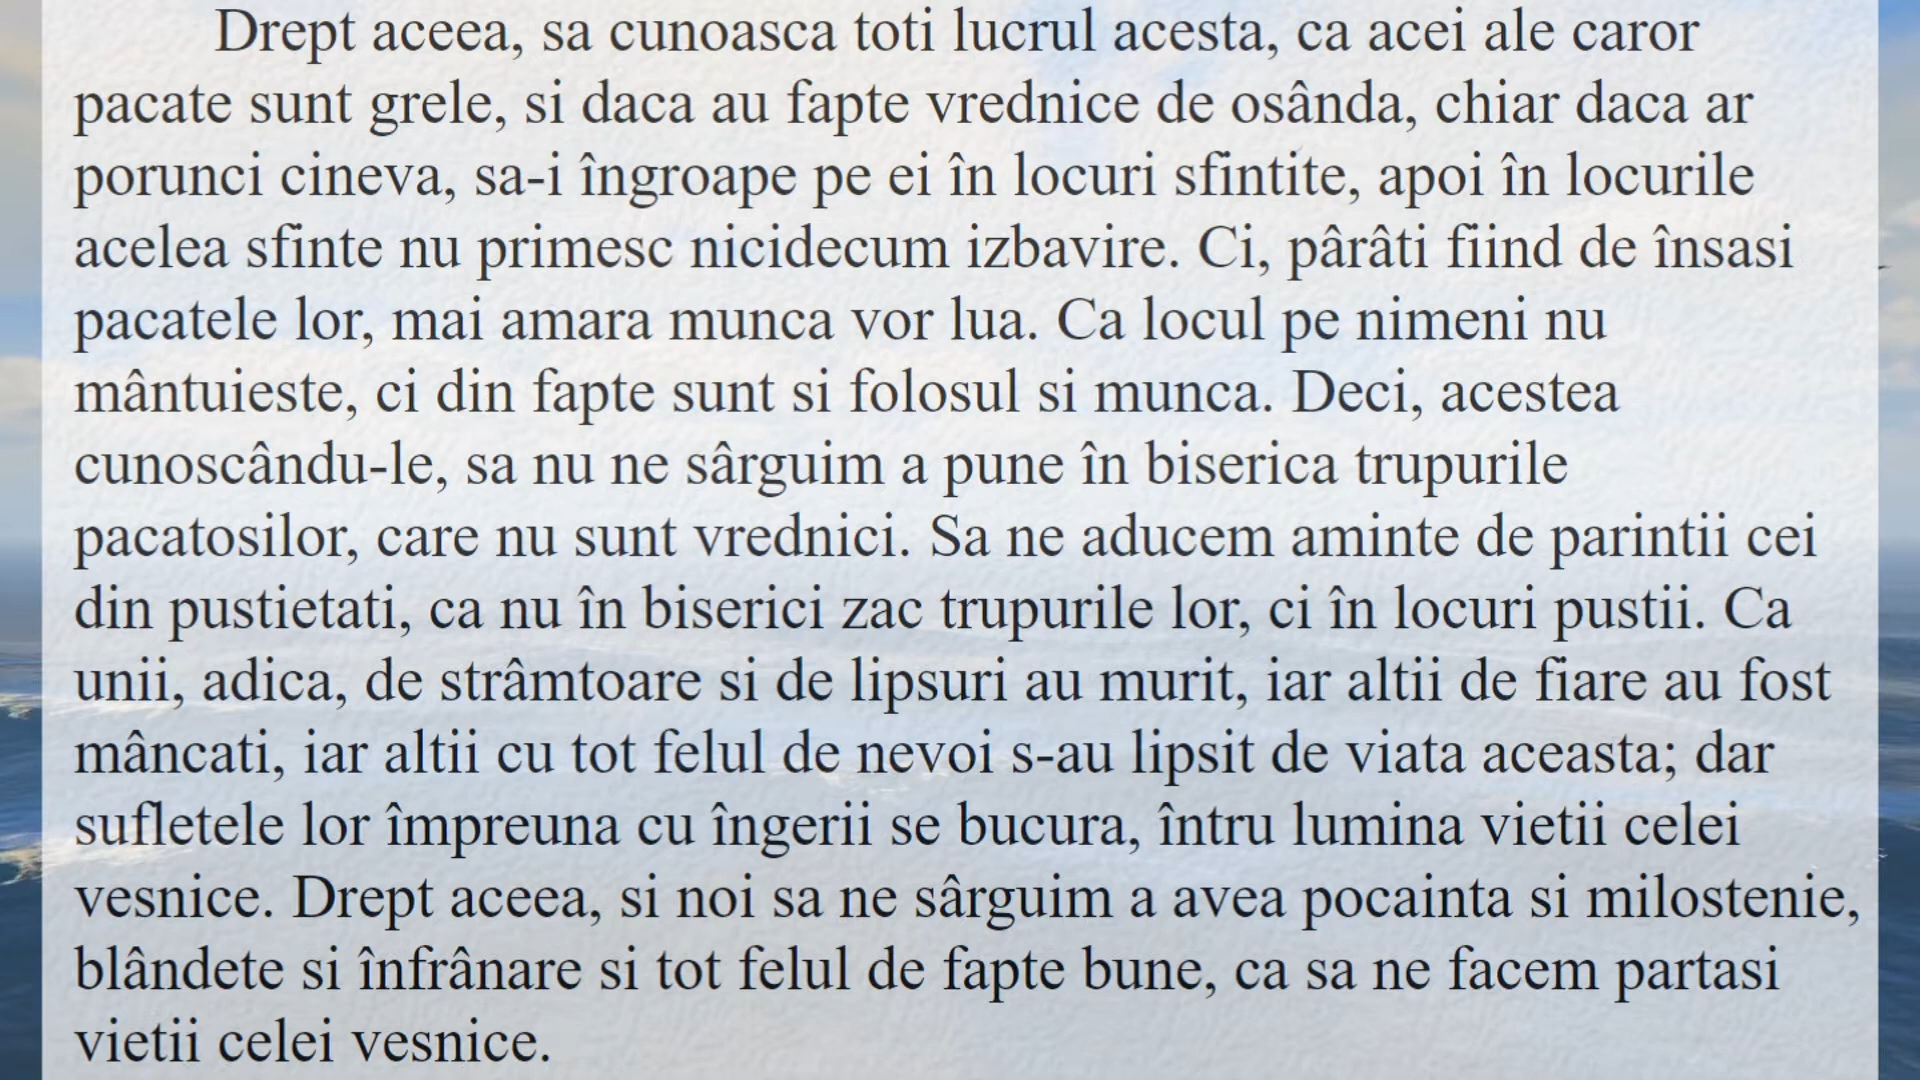 Drept aceea, sa cunoasca toti lucrul acesta, ca acei ale caror
pacate sunt grele, si daca au fapte vrednice de osânda, chiar daca ar
porunci cineva, sa-i îngroape pe ei în locuri sfintite, apoi în locurile
acelea sfinte nu primesc nicidecum izbavire. Ci, pârâti fiind de însasi
pacatele lor, mai amara munca vor lua. Ca locul pe nimeni nu
mântuieste, ci din fapte sunt si folosul si munca. Deci, acestea
cunoscându-le, sa nu ne sârguim a pune în biserica trupurile
pacatosilor, care nu sunt vrednici. Sa ne aducem aminte de parintii cei
din pustietati, ca nu în biserici zac trupurile lor, ci în locuri pustii. Ca
unii, adica, de strâmtoare si de lipsuri au murit, iar altii de fiare au fost
mâncati, iar altii cu tot felul de nevoi s-au lipsit de viata aceasta; dar
sufletele lor împreuna cu îngerii se bucura, întru lumina vietii celei
vesnice. Drept aceea, si noi sa ne sârguim a avea pocainta si milostenie,
blândete si înfrânare si tot felul de fapte bune, ca sa ne facem partasi
vietii celei vesnice.